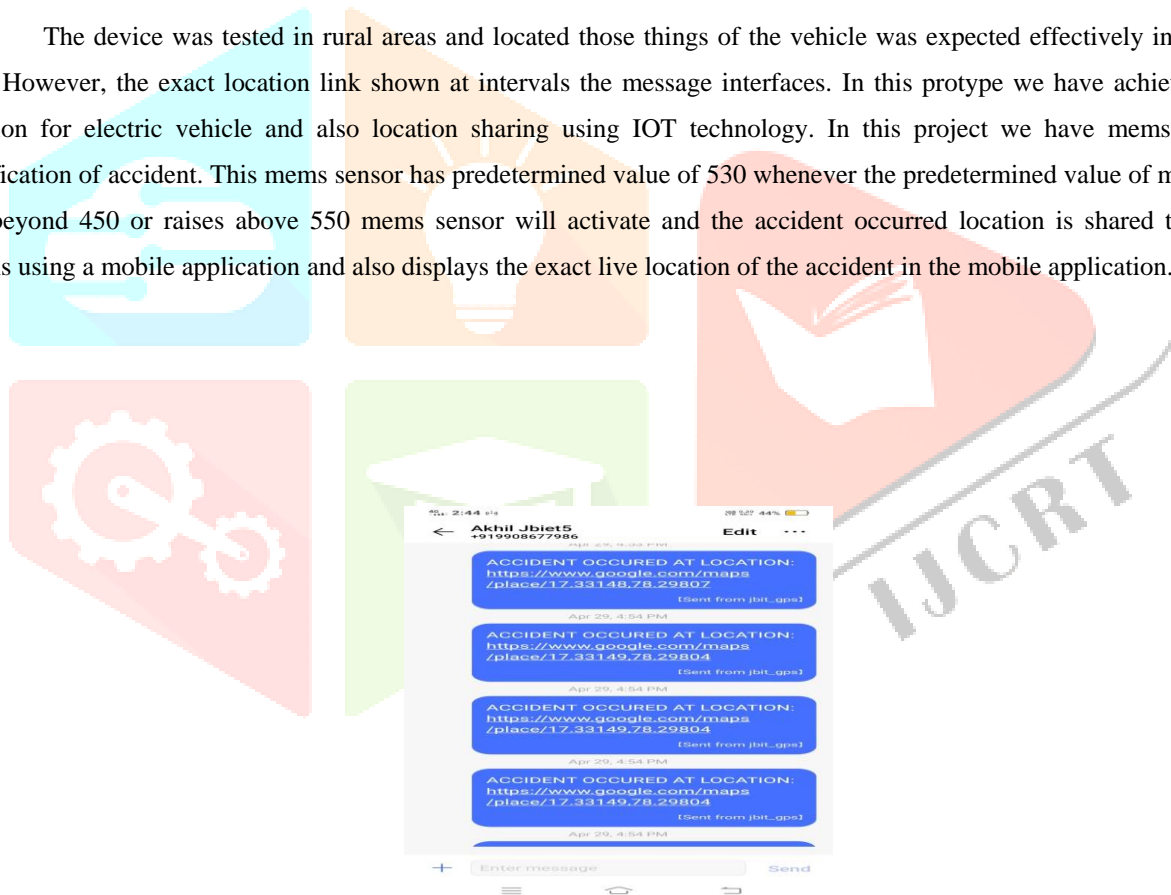 The device was tested in rural areas and located those things of the vehicle was expected effectively in
However, the exact location link shown at intervals the message interfaces. In this protype we have achiev
on for electric vehicle and also location sharing using IOT technology. In this project we have mems
ication of accident. This mems sensor has predetermined value of 530 whenever the predetermined value of m
beyond 450 or raises above 550 mems sensor will activate and the accident occurred location is shared t
s using a mobile application and also displays the exact live location of the accident in the mobile application.
IJCRT
2:44
44%
← Akhil Jbiet5 Edit ...
+919908677986
ACCIDENT OCCURED AT LOCATION:
https://www.google.com/maps
/place/17.33148,78.29807
[Sent from jbit_gps]
Apr 29, 4:54 PM
ACCIDENT OCCURED AT LOCATION:
https://www.google.com/maps
/place/17.33149,78.29804
[Sent from jbit_gps]
Apr 29, 4:54 PM
ACCIDENT OCCURED AT LOCATION:
https://www.google.com/maps
/place/17.33149,78.29804
[Sent from jbit_gps]
Apr 29, 4:54 PM
ACCIDENT OCCURED AT LOCATION:
https://www.google.com/maps
/place/17.33149,78.29804
[Sent from jbit_gps]
Apr 29, 4:54 PM
+ Enter message Send